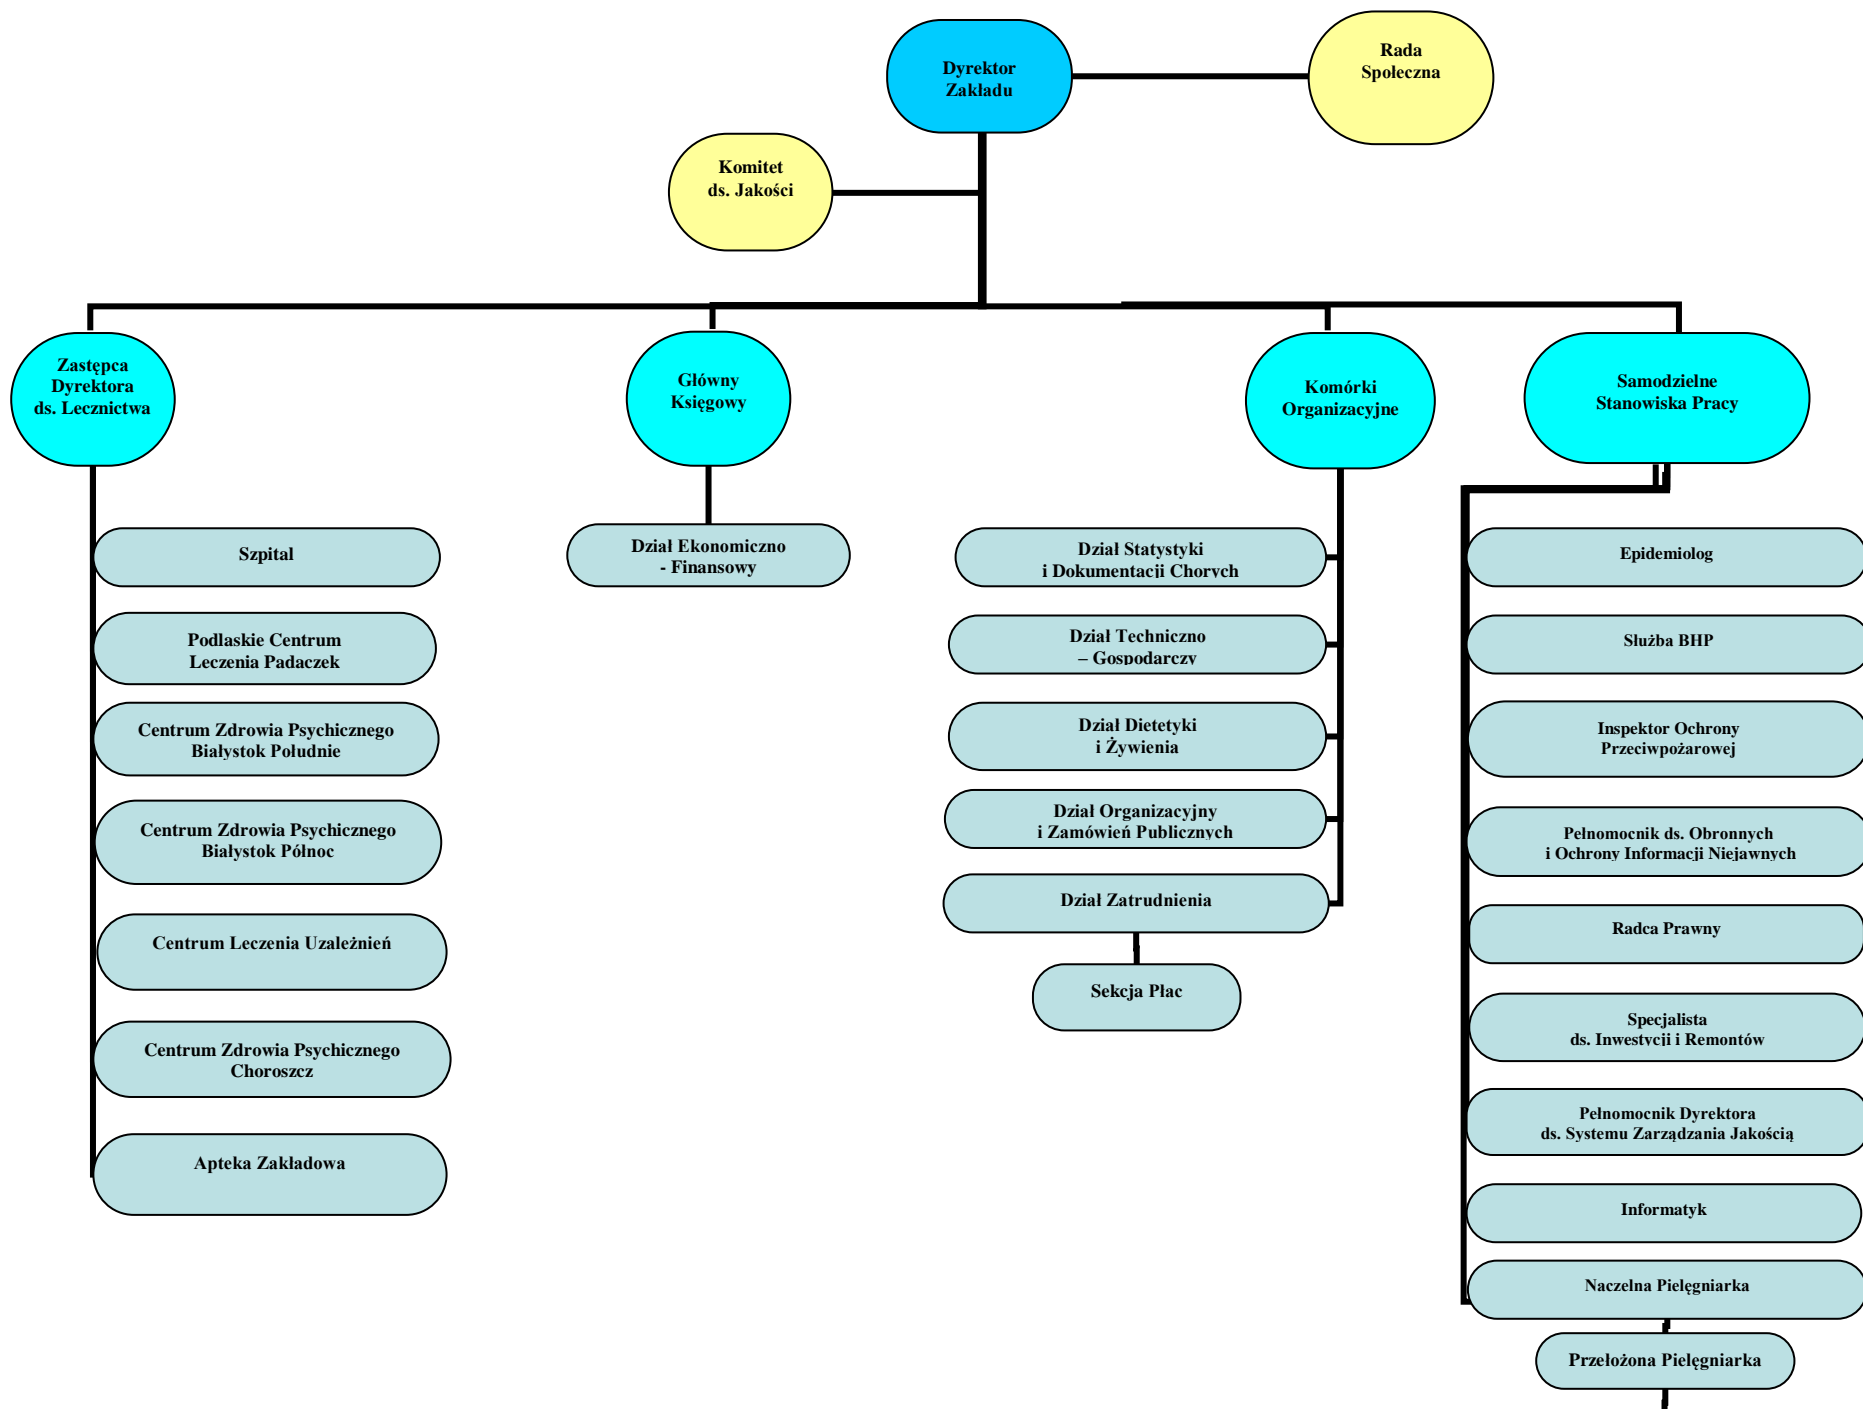 Dyrektor
Zakładu
Rada
Społeczna
Komitet
ds. Jakości
Zastępca
Dyrektora
ds. Lecznictwa
Główny
Księgowy
Komórki
Organizacyjne
Samodzielne
Stanowiska Pracy
Szpital
Podlaskie Centrum
Leczenia Padaczek
Centrum Zdrowia Psychicznego
Białystok Południe
Centrum Zdrowia Psychicznego
Białystok Północ
Centrum Leczenia Uzależnień
Centrum Zdrowia Psychicznego
Choroszcz
Apteka Zakładowa
Dział Ekonomiczno
- Finansowy
Dział Statystyki
i Dokumentacji Chorych
Dział Techniczno
– Gospodarczy
Dział Dietetyki
i Żywienia
Dział Organizacyjny
i Zamówień Publicznych
Dział Zatrudnienia
Sekcja Płac
Epidemiolog
Służba BHP
Inspektor Ochrony
Przeciwpożarowej
Pełnomocnik ds. Obronnych
i Ochrony Informacji Niejawnych
Radca Prawny
Specjalista
ds. Inwestycji i Remontów
Pełnomocnik Dyrektora
ds. Systemu Zarządzania Jakością
Informatyk
Naczelna Pielęgniarka
Przełożona Pielęgniarka